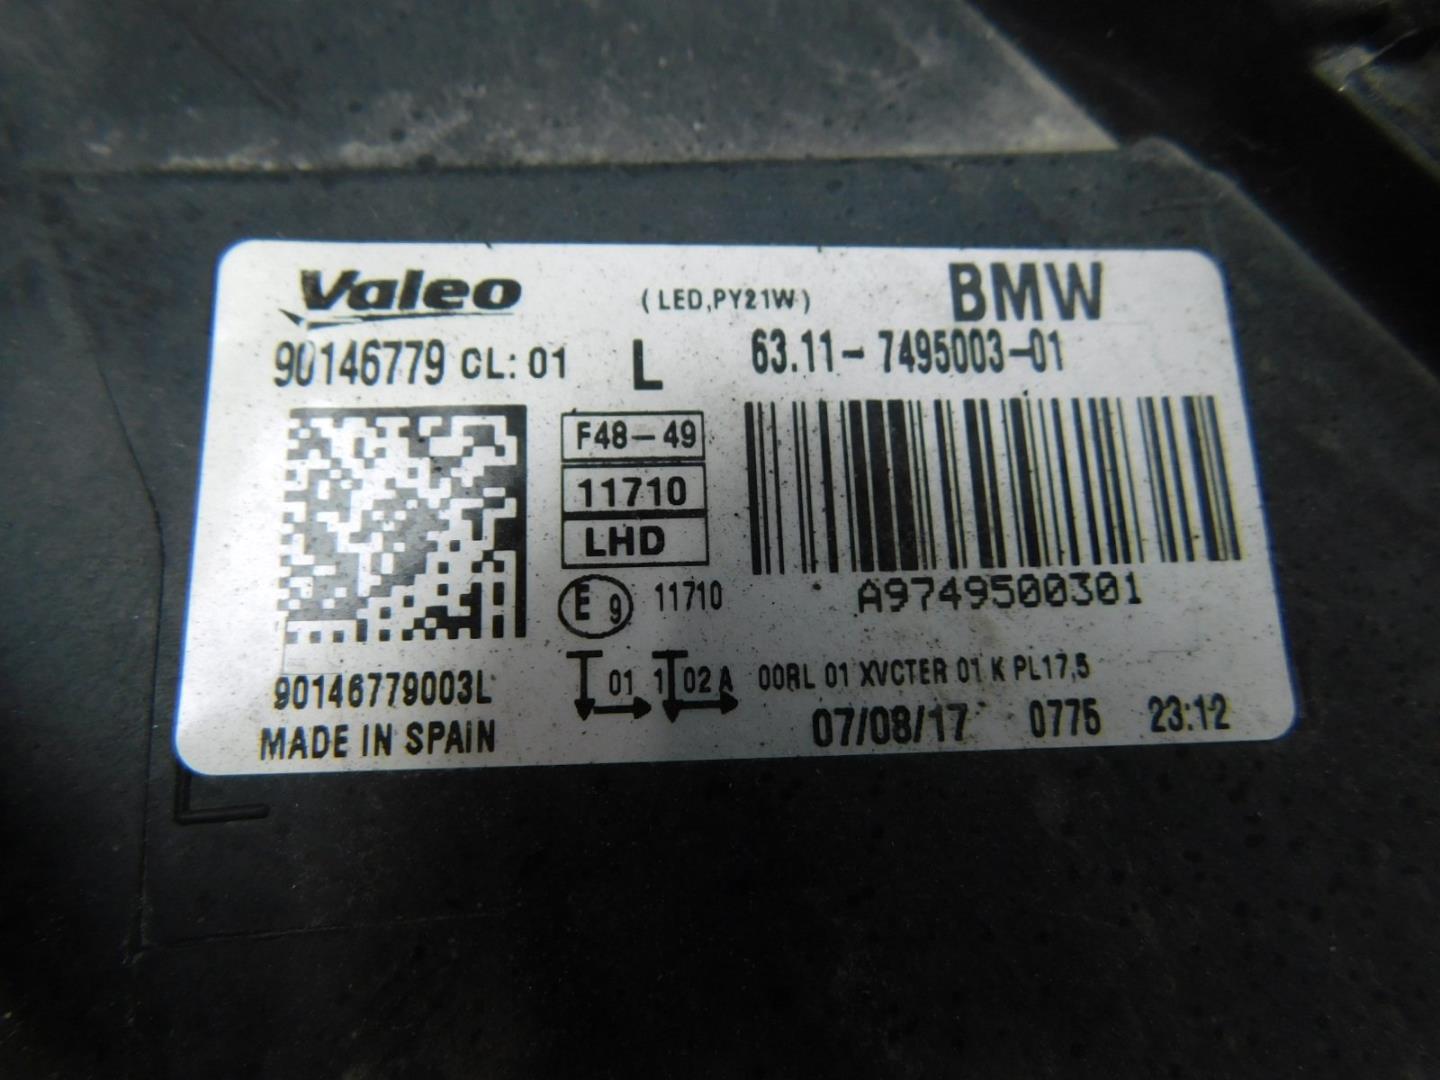 Valeo (LED,PY21W) BMW
90146779 CL: 01 L 63.11-7495003-01
F48-49
11710
LHD
E 9 11710
A9749500301
90146779003L
01 1 02 A 00RL 01 XVCTER 01 K PL17,5
MADE IN SPAIN 07/08/17 0775 23:12
L